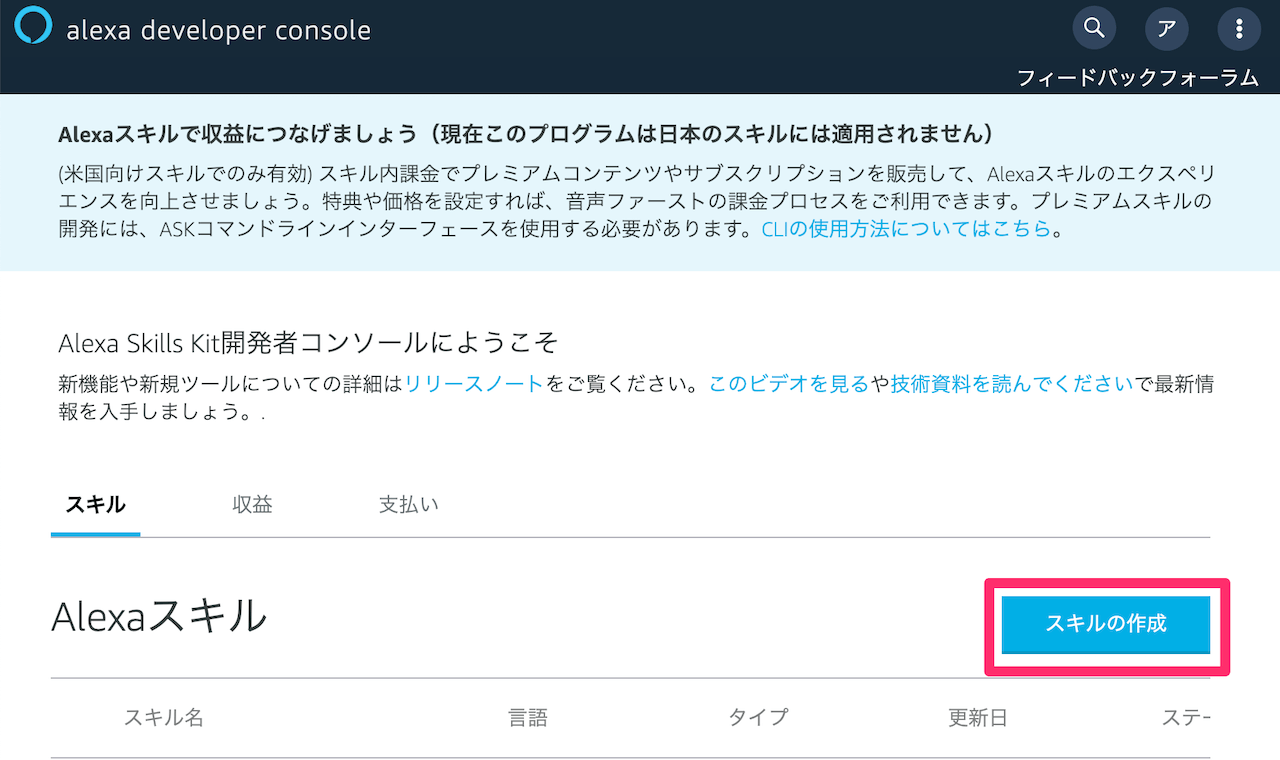 alexa developer console
ア
フィードバックフォーラム
Alexaスキルで収益につなげましょう（現在このプログラムは日本のスキルには適用されません）
(米国向けスキルでのみ有効) スキル内課金でプレミアムコンテンツやサブスクリプションを販売して、Alexaスキルのエクスペリ
エンスを向上させましょう。特典や価格を設定すれば、音声ファーストの課金プロセスをご利用できます。プレミアムスキルの
開発には、ASKコマンドラインインターフェースを使用する必要があります。CLIの使用方法についてはこちら。
Alexa Skills Kit開発者コンソールにようこそ
新機能や新規ツールについての詳細はリリースノートをご覧ください。このビデオを見るや技術資料を読んでくださいで最新情
報を入手しましょう。.
スキル 収益 支払い
Alexaスキル
スキルの作成
スキル名 言語 タイプ 更新日 ステー